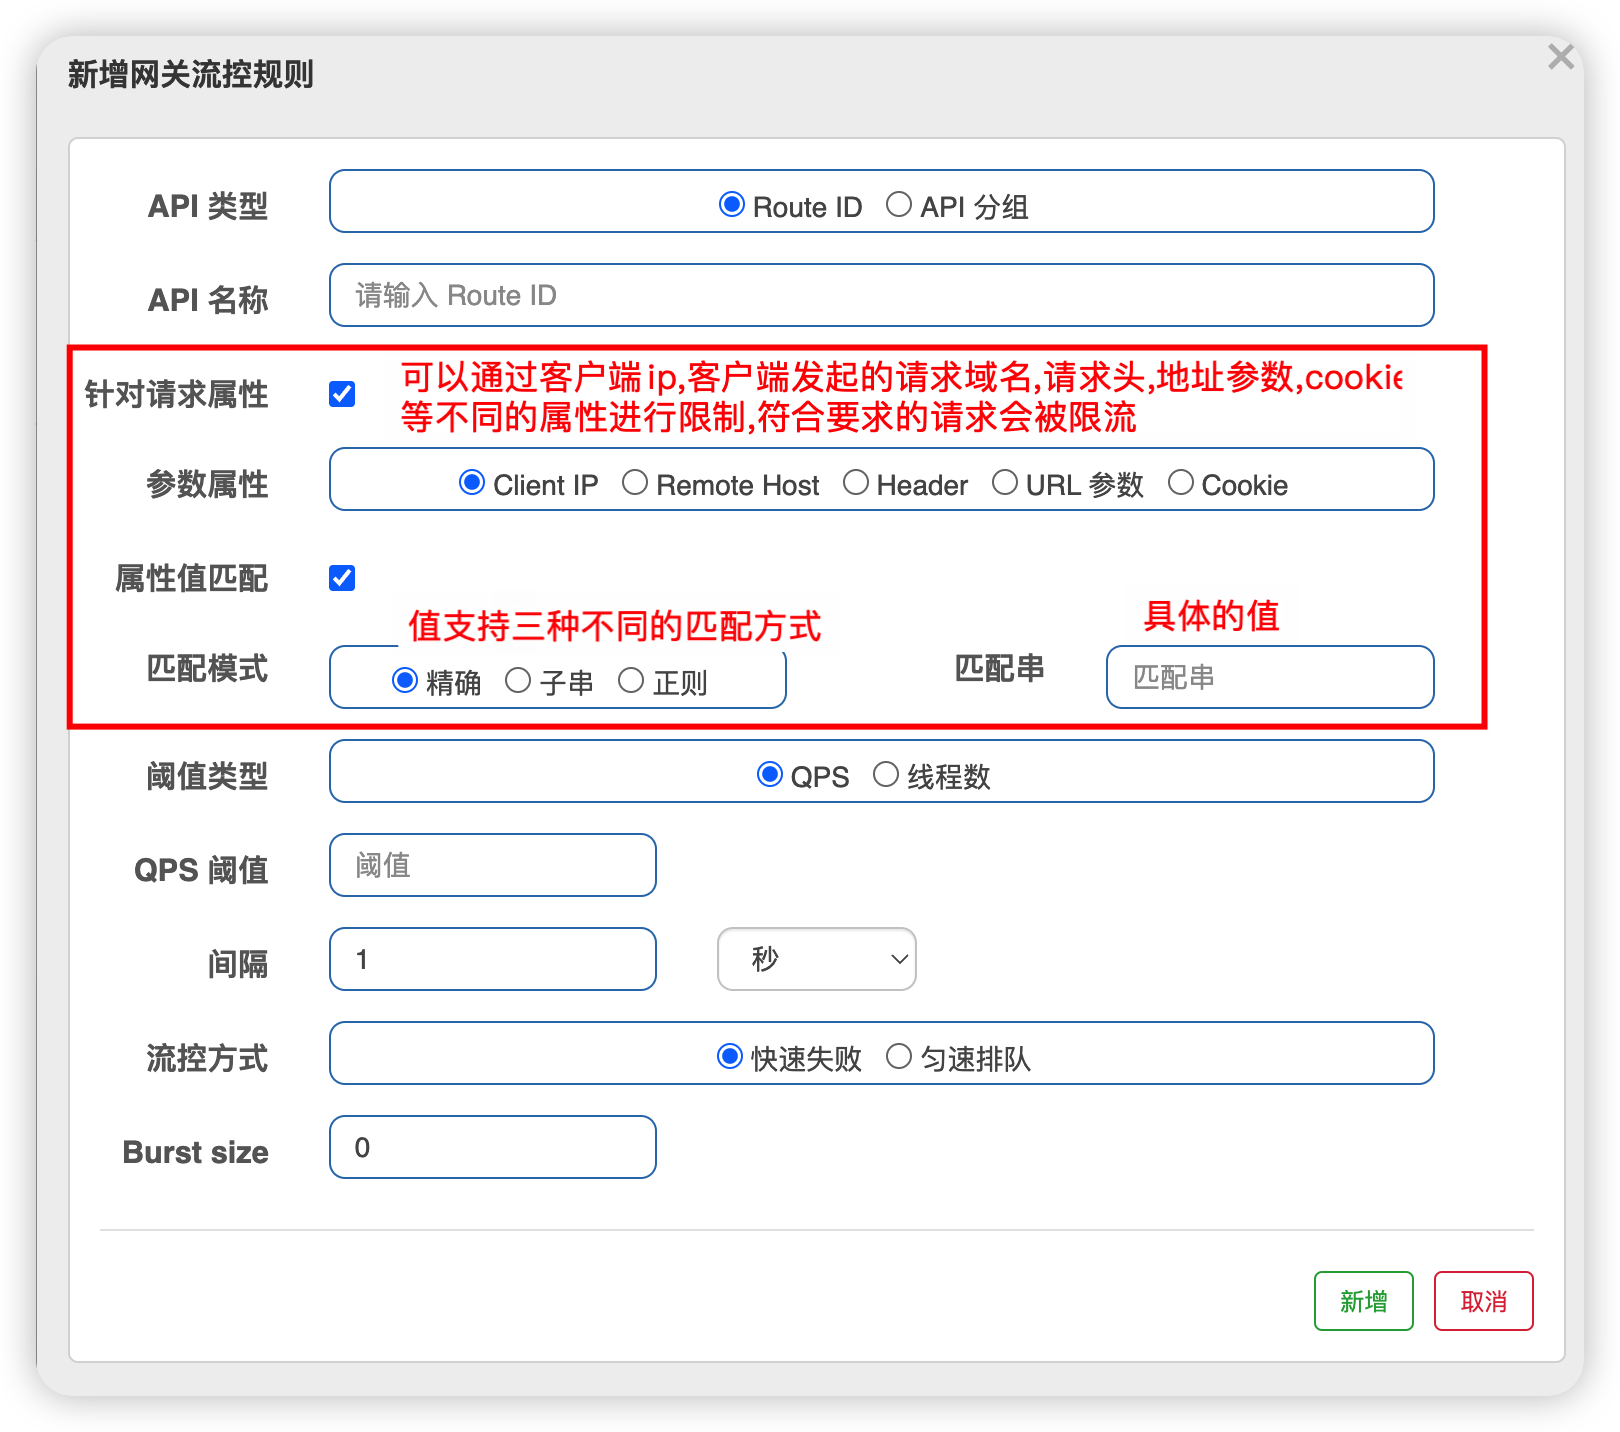 新增网关流控规则
API 类型
Route ID API 分组
API 名称
请输入 Route ID
针对请求属性
可以通过客户端ip,客户端发起的请求域名,请求头,地址参数,cookie
等不同的属性进行限制,符合要求的请求会被限流
参数属性
Client IP Remote Host Header URL 参数 Cookie
属性值匹配
值支持三种不同的匹配方式
具体的值
匹配模式
精确 子串 正则
匹配串
匹配串
阈值类型
QPS 线程数
QPS 阈值
阈值
间隔
1
秒
流控方式
快速失败 匀速排队
Burst size
0
新增
取消